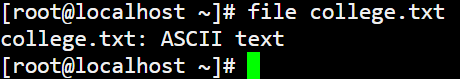 [root@localhost ~]# file college.txt
college.txt: ASCII text
[root@localhost ~]#